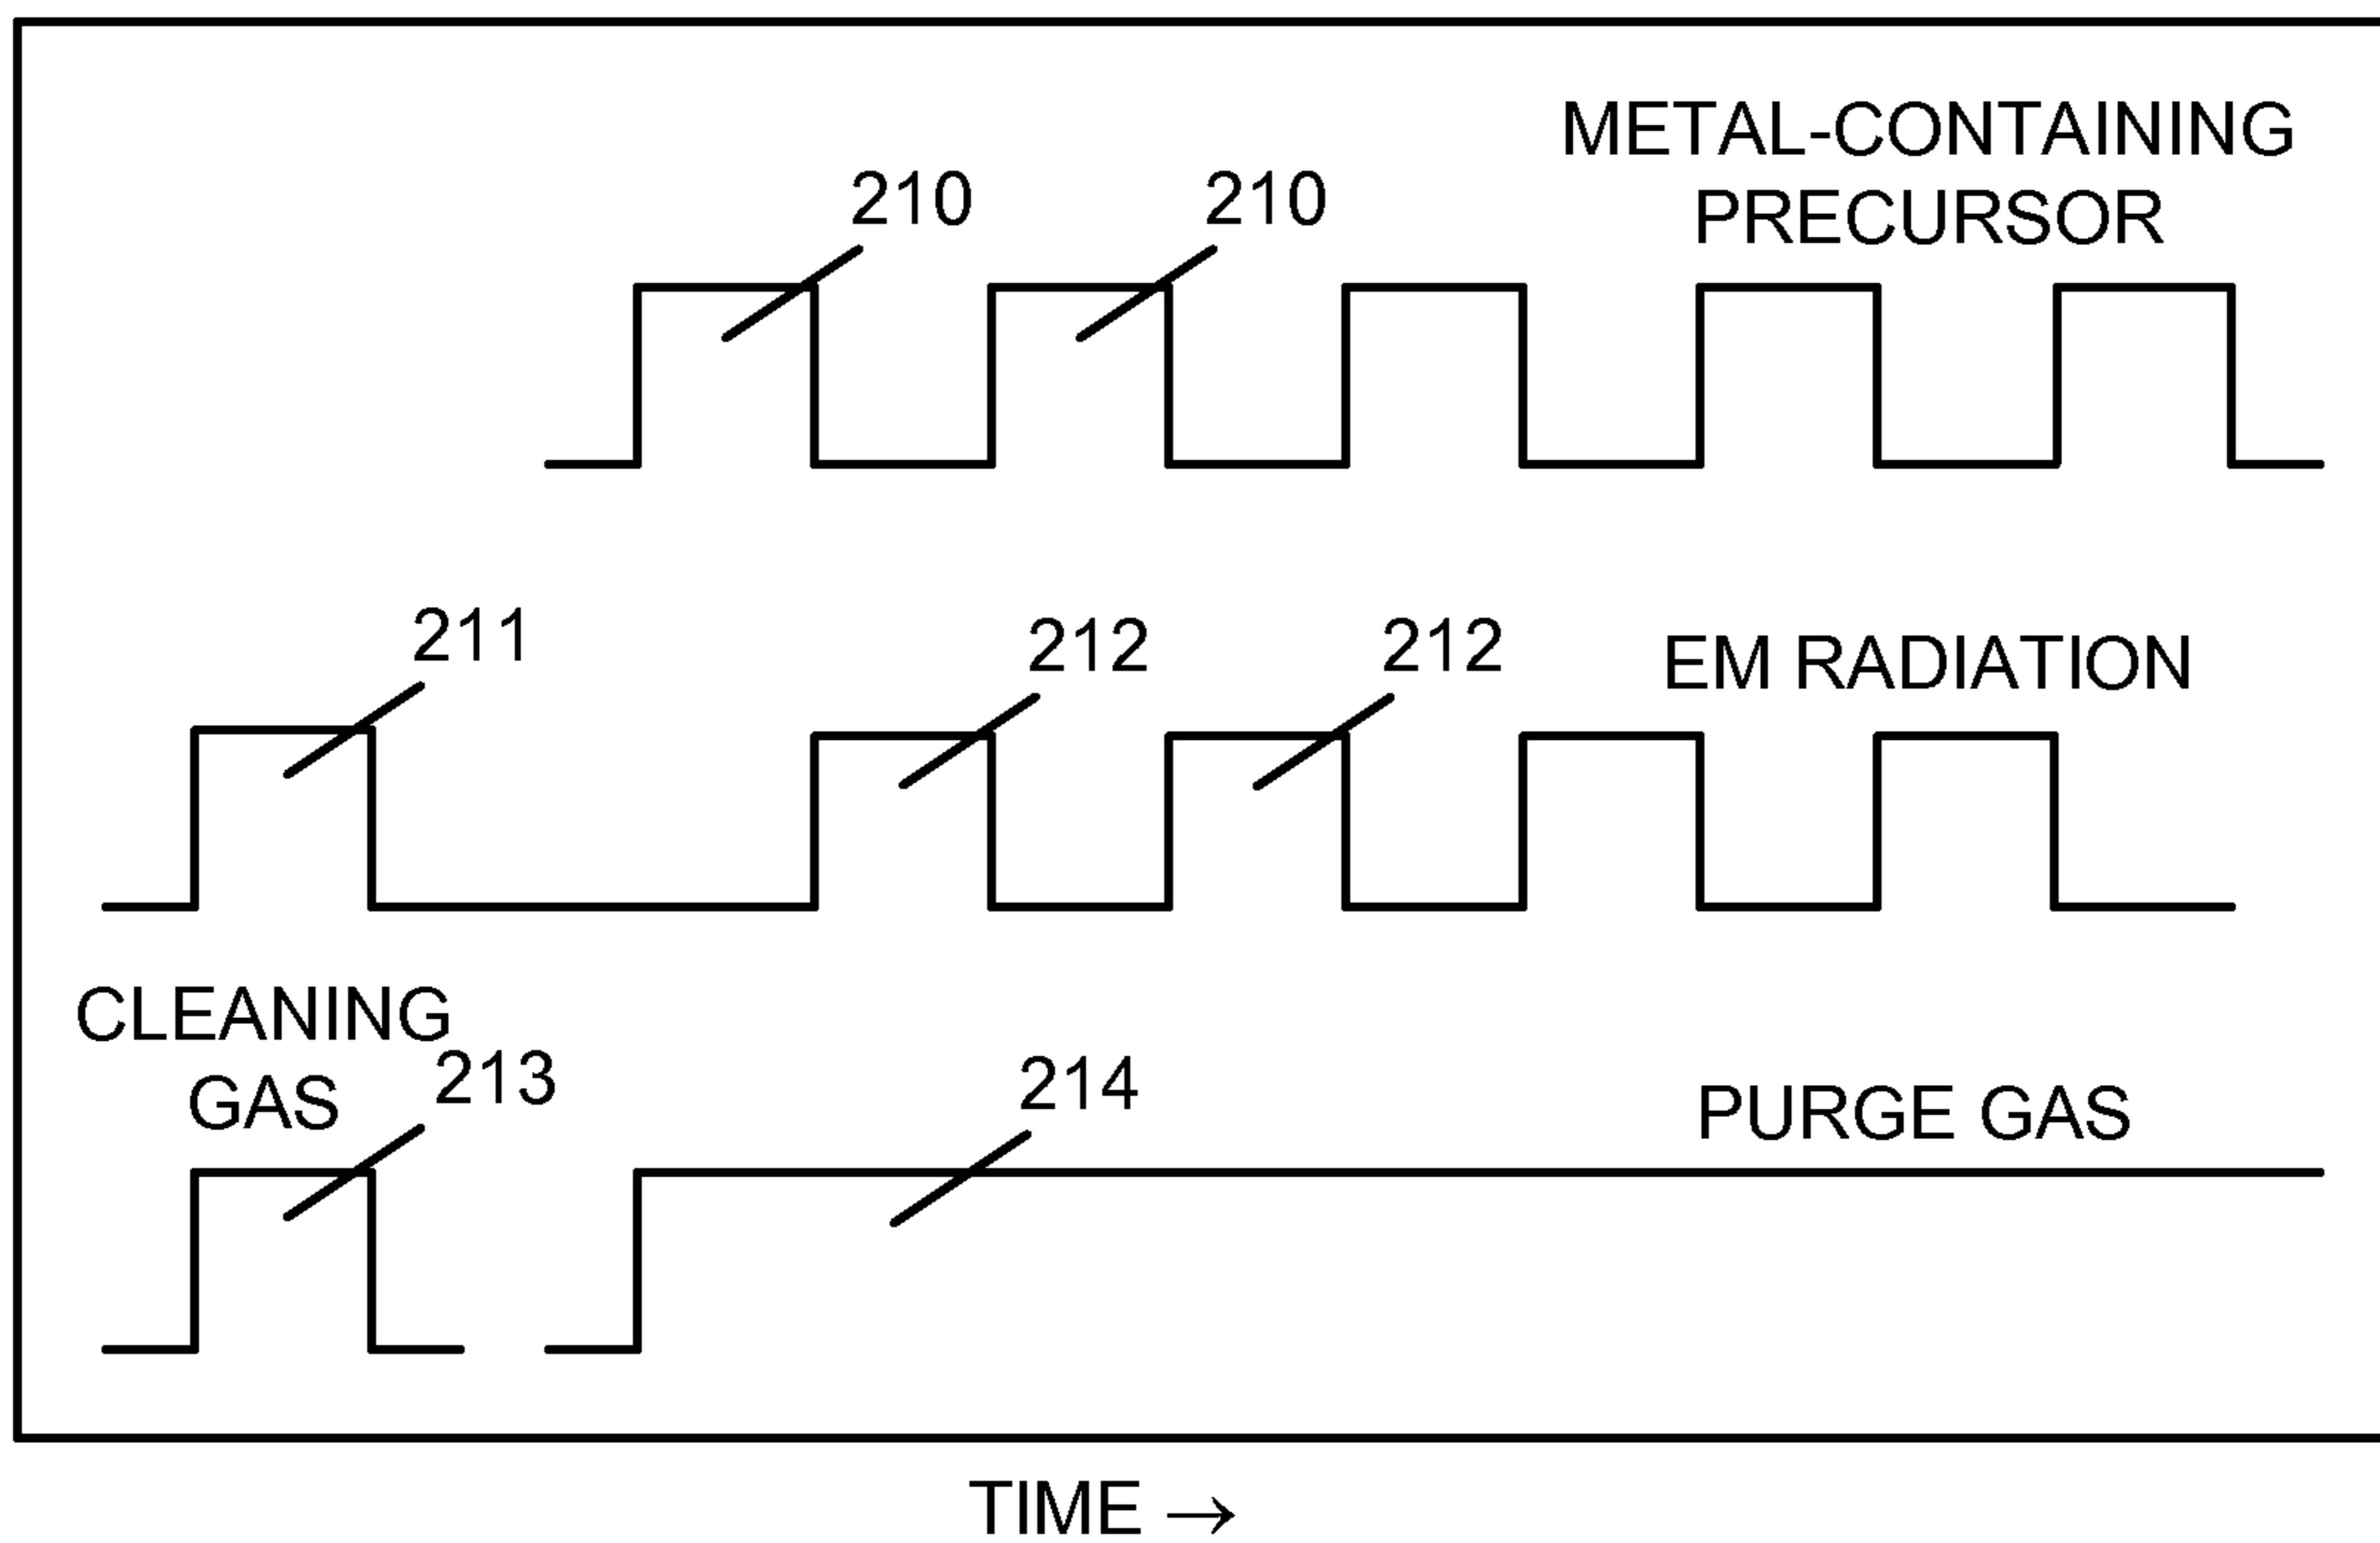 METAL-CONTAINING
PRECURSOR
210 210
211 212 212 EM RADIATION
CLEANING
GAS 213 214 PURGE GAS
TIME →